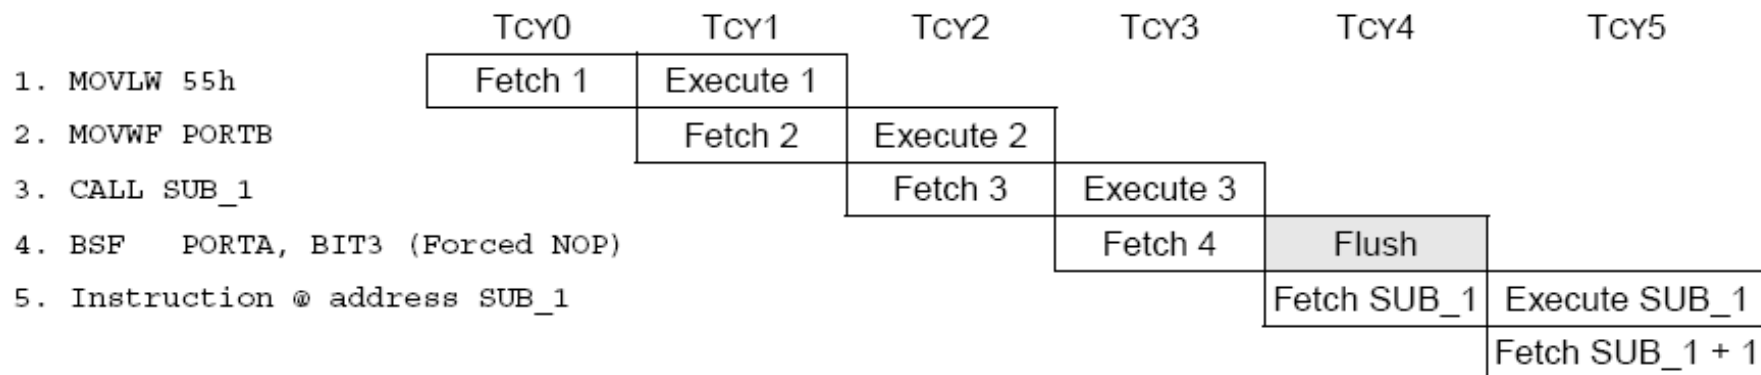 TCY0 TCY1 TCY2 TCY3 TCY4 TCY5
1. MOVLW 55h Fetch 1 Execute 1
2. MOVWF PORTB Fetch 2 Execute 2
3. CALL SUB_1 Fetch 3 Execute 3
4. BSF PORTA, BIT3 (Forced NOP) Fetch 4 Flush
5. Instruction @ address SUB_1 Fetch SUB_1 Execute SUB_1
Fetch SUB_1 + 1